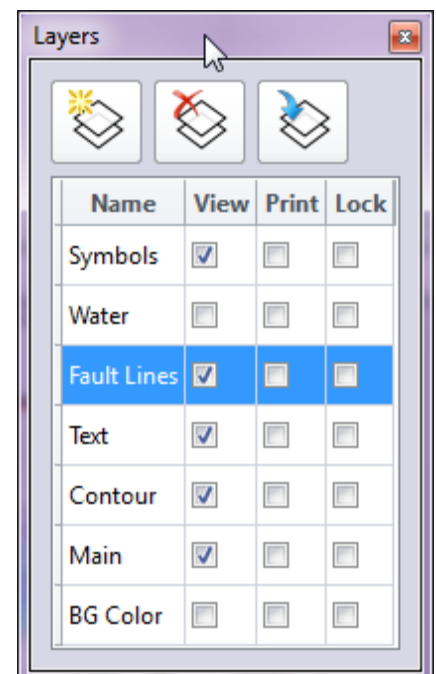 Layers
Name View Print Lock
Symbols
Water
Fault Lines
Text
Contour
Main
BG Color